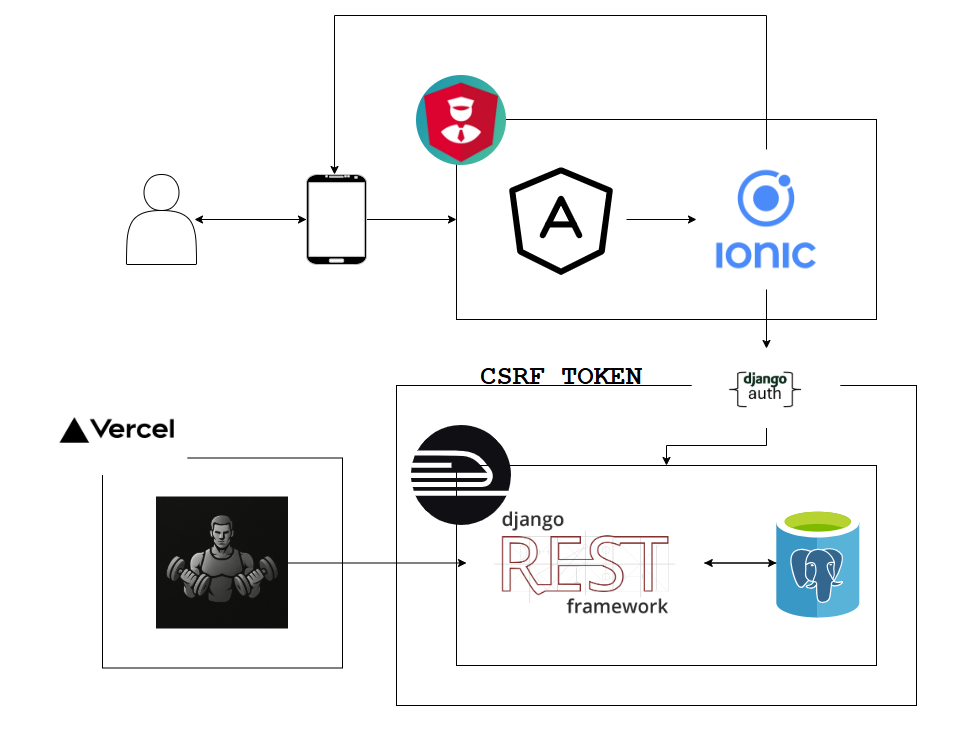 IONIC
CSRF TOKEN
django
auth
Vercel
django
REST
framework